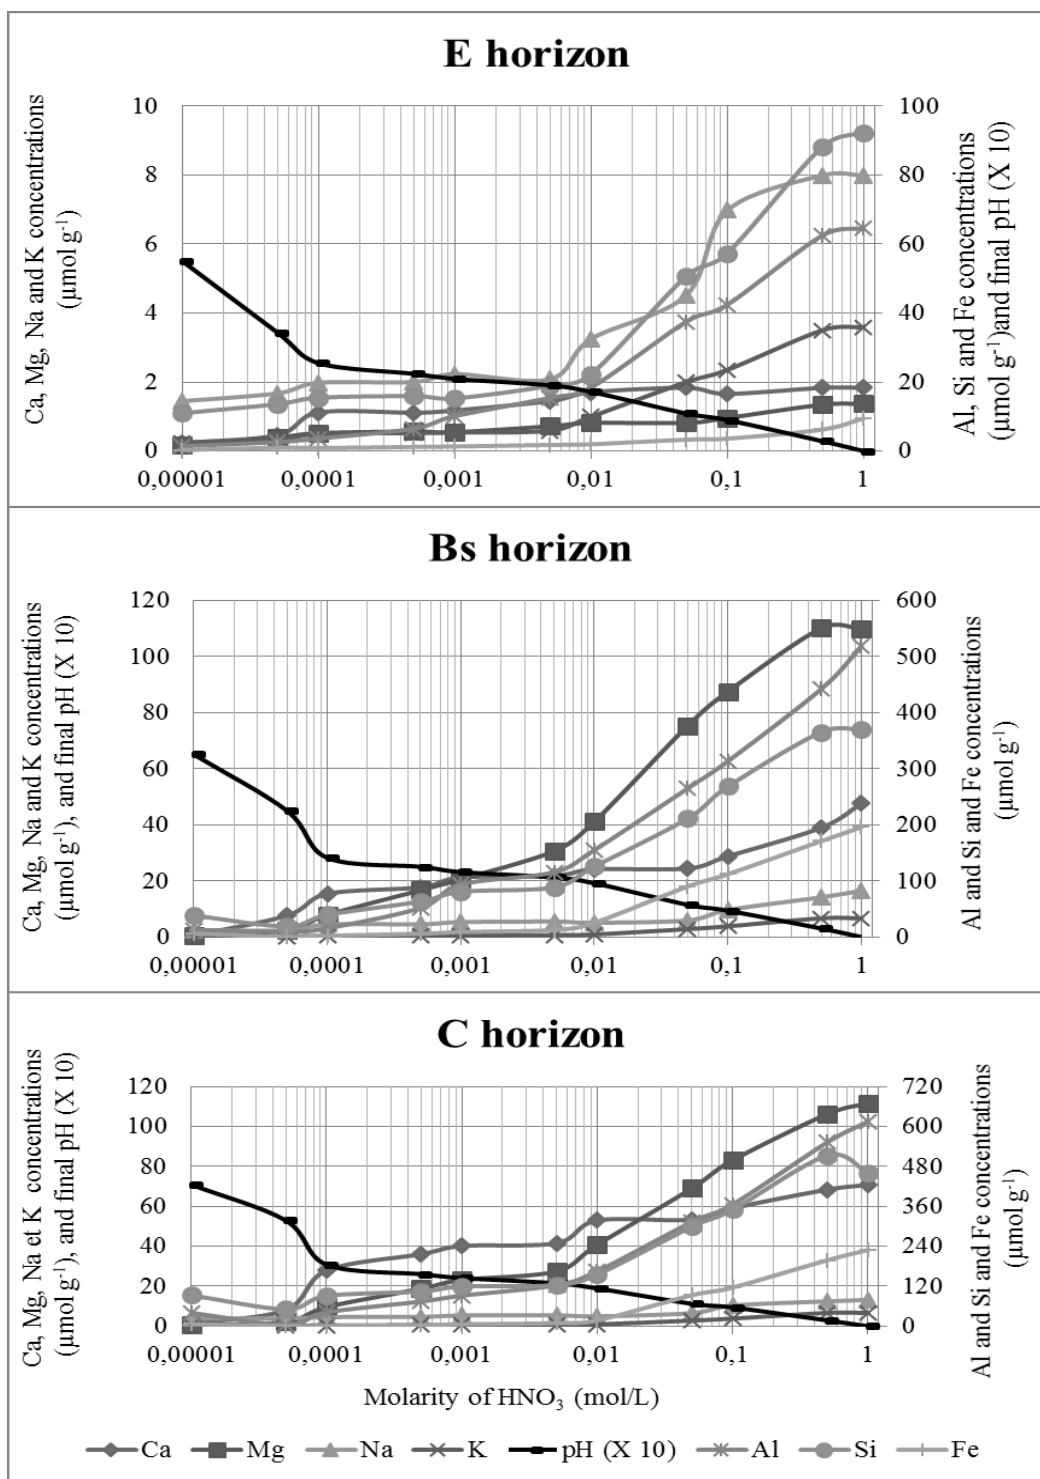 E horizon
Ca, Mg, Na and K concentrations
(µmol g⁻¹)
10
8
6
4
2
0
100
80
60
40
20
0
Al, Si and Fe concentrations
(µmol g⁻¹)and final pH (X 10)
0,00001 0,0001 0,001 0,01 0,1 1
Bs horizon
Ca, Mg, Na and K concentrations
(µmol g⁻¹), and final pH (X 10)
120
100
80
60
40
20
0
600
500
400
300
200
100
0
Al and Si and Fe concentrations
(µmol g⁻¹)
0,00001 0,0001 0,001 0,01 0,1 1
C horizon
Ca, Mg, Na et K concentrations
(µmol g⁻¹), and final pH (X 10)
120
100
80
60
40
20
0
720
600
480
360
240
120
0
Al and Si and Fe concentrations
(µmol g⁻¹)
0,00001 0,0001 0,001 0,01 0,1 1
Molarity of HNO₃ (mol/L)
Ca Mg Na K pH (X 10) Al Si Fe